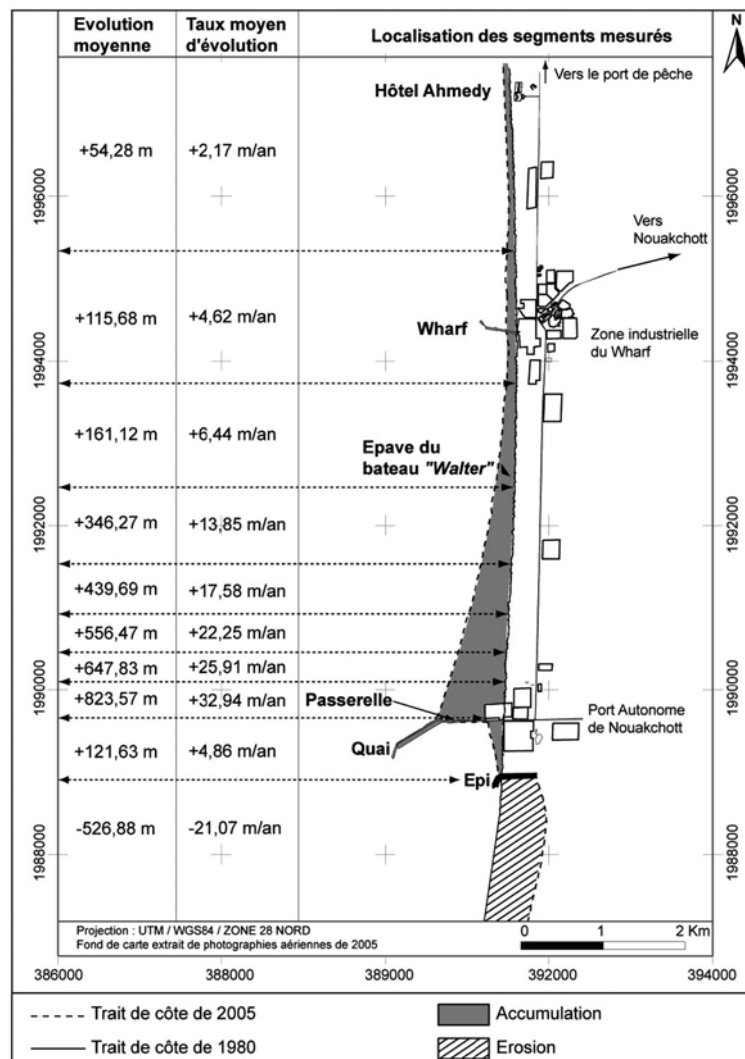 Evolution
moyenne
Taux moyen
d'évolution
Localisation des segments mesurés
N
Hôtel Ahmedy
Vers le port de pêche
+54,28 m
+2,17 m/an
1996000
1996000
Vers
Nouakchott
+115,68 m
+4,62 m/an
Wharf
Zone industrielle
du Wharf
1994000
1994000
+161,12 m
+6,44 m/an
Epave du
bateau "Walter"
+346,27 m
+13,85 m/an
1992000
1992000
+439,69 m
+17,58 m/an
+556,47 m
+22,25 m/an
+647,83 m
+25,91 m/an
1990000
1990000
+823,57 m
+32,94 m/an
Passerelle
Port Autonome
de Nouakchott
+121,63 m
+4,86 m/an
Quai
Epi
-526,88 m
-21,07 m/an
1988000
1988000
Projection : UTM / WGS84 / ZONE 28 NORD
Fond de carte extrait de photographies aériennes de 2005
0 1 2 Km
386000 388000 389000 392000 394000
Trait de côte de 2005
Accumulation
Trait de côte de 1980
Erosion